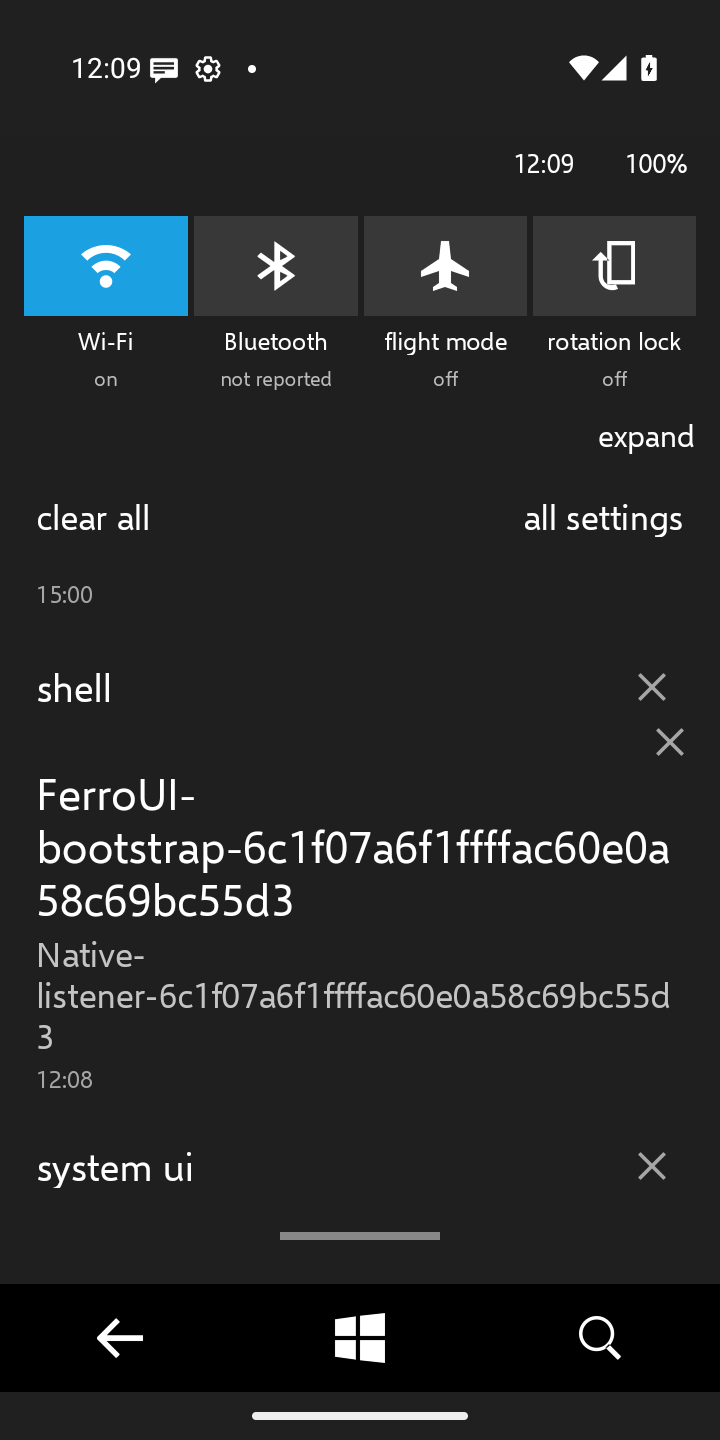 12:09
12:09 100%
Wi-Fi Bluetooth flight mode rotation lock
on not reported off off
expand
clear all all settings
15:00
shell
FerroUI-
bootstrap-6c1f07a6f1ffffac60e0a
58c69bc55d3
Native-
listener-6c1f07a6f1ffffac60e0a58c69bc55d
3
12:08
system ui